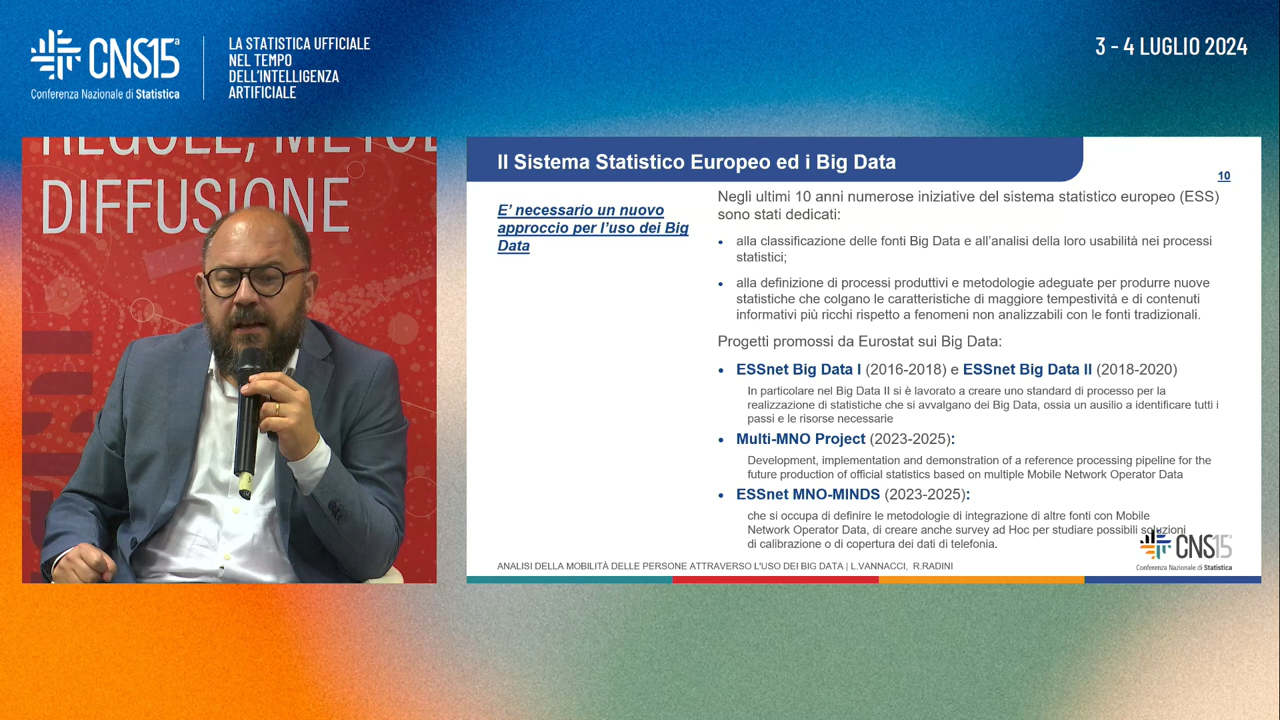 CNS15ª
Conferenza Nazionale di Statistica
LA STATISTICA UFFICIALE
NEL TEMPO
DELL'INTELLIGENZA
ARTIFICIALE
3 - 4 LUGLIO 2024
REGOLE, METOD
DIFFUSIONE
Il Sistema Statistico Europeo ed i Big Data
10
E' necessario un nuovo
approccio per l'uso dei Big
Data
Negli ultimi 10 anni numerose iniziative del sistema statistico europeo (ESS)
sono stati dedicati:
• alla classificazione delle fonti Big Data e all'analisi della loro usabilità nei processi
statistici;
• alla definizione di processi produttivi e metodologie adeguate per produrre nuove
statistiche che colgano le caratteristiche di maggiore tempestività e di contenuti
informativi più ricchi rispetto a fenomeni non analizzabili con le fonti tradizionali.
Progetti promossi da Eurostat sui Big Data:
• ESSnet Big Data I (2016-2018) e ESSnet Big Data II (2018-2020)
In particolare nel Big Data II si è lavorato a creare uno standard di processo per la
realizzazione di statistiche che si avvalgano dei Big Data, ossia un ausilio a identificare tutti i
passi e le risorse necessarie
• Multi-MNO Project (2023-2025):
Development, implementation and demonstration of a reference processing pipeline for the
future production of official statistics based on multiple Mobile Network Operator Data
• ESSnet MNO-MINDS (2023-2025):
che si occupa di definire le metodologie di integrazione di altre fonti con Mobile
Network Operator Data, di creare anche survey ad Hoc per studiare possibili soluzioni
di calibrazione o di copertura dei dati di telefonia.
ANALISI DELLA MOBILITÀ DELLE PERSONE ATTRAVERSO L'USO DEI BIG DATA | L.VANNACCI, R.RADINI
CNS15
Conferenza Nazionale di Statistica